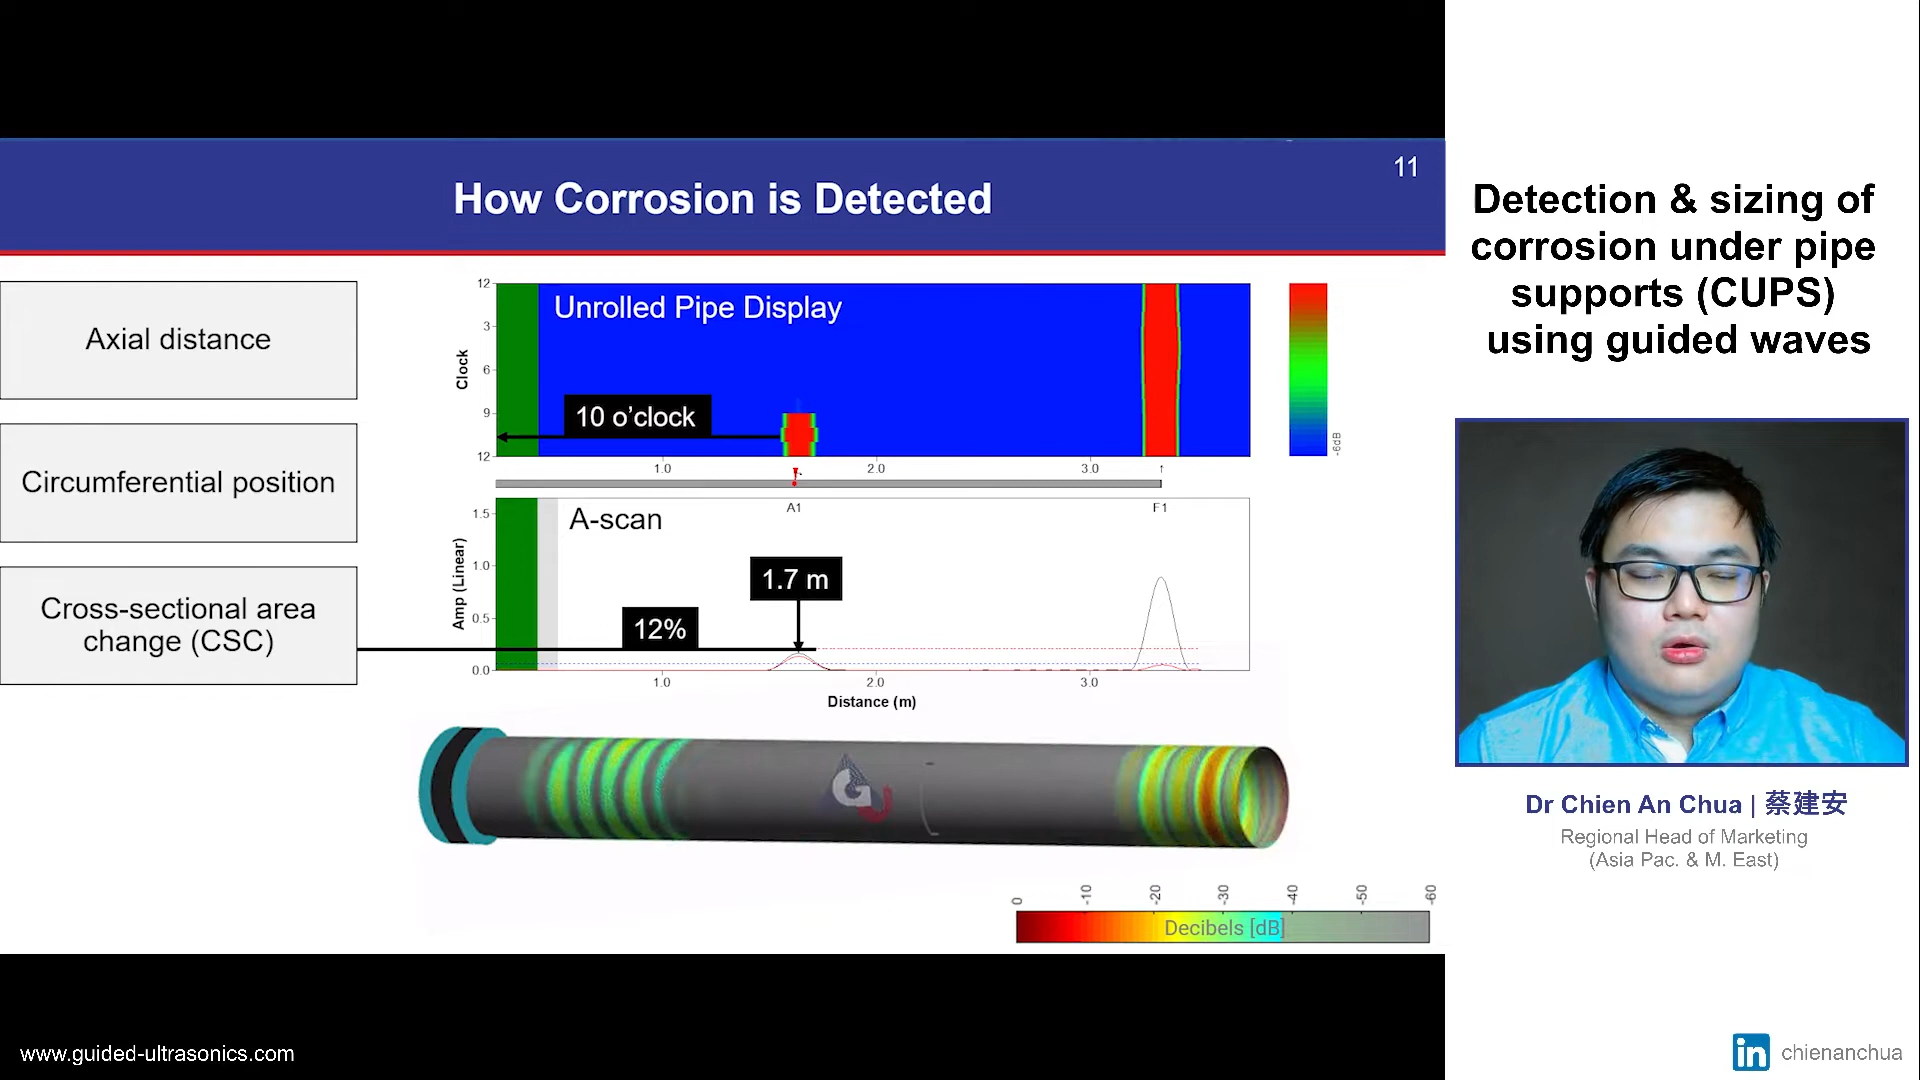 11
How Corrosion is Detected
Axial distance
Circumferential position
Cross-sectional area
change (CSC)
Unrolled Pipe Display
Clock
12
3
6
9
12
10 o'clock
1.0
2.0
3.0
-6dB
A-scan
A1
F1
Amp (Linear)
1.5
1.0
0.5
0.0
1.7 m
12%
1.0
2.0
3.0
Distance (m)
G
0
-10
-20
-30
-40
-50
-60
Decibels [dB]
www.guided-ultrasonics.com
Detection & sizing of
corrosion under pipe
supports (CUPS)
using guided waves
Dr Chien An Chua | 蔡建安
Regional Head of Marketing
(Asia Pac. & M. East)
in chienanchua